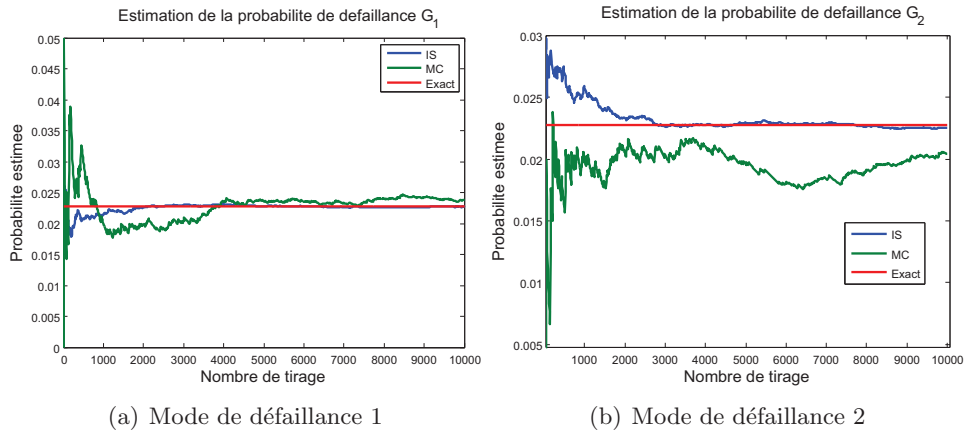 Estimation de la probabilite de defaillance G1
0.05
0.045
0.04
0.035
0.03
0.025
0.02
0.015
0.01
0.005
0
Probabilite estimee
IS
MC
Exact
0 1000 2000 3000 4000 5000 6000 7000 8000 9000 10000
Nombre de tirage
(a) Mode de défaillance 1
Estimation de la probabilite de defaillance G2
0.03
0.025
0.02
0.015
0.01
0.005
Probabilite estimee
IS
MC
Exact
1000 2000 3000 4000 5000 6000 7000 8000 9000 10000
Nombre de tirage
(b) Mode de défaillance 2